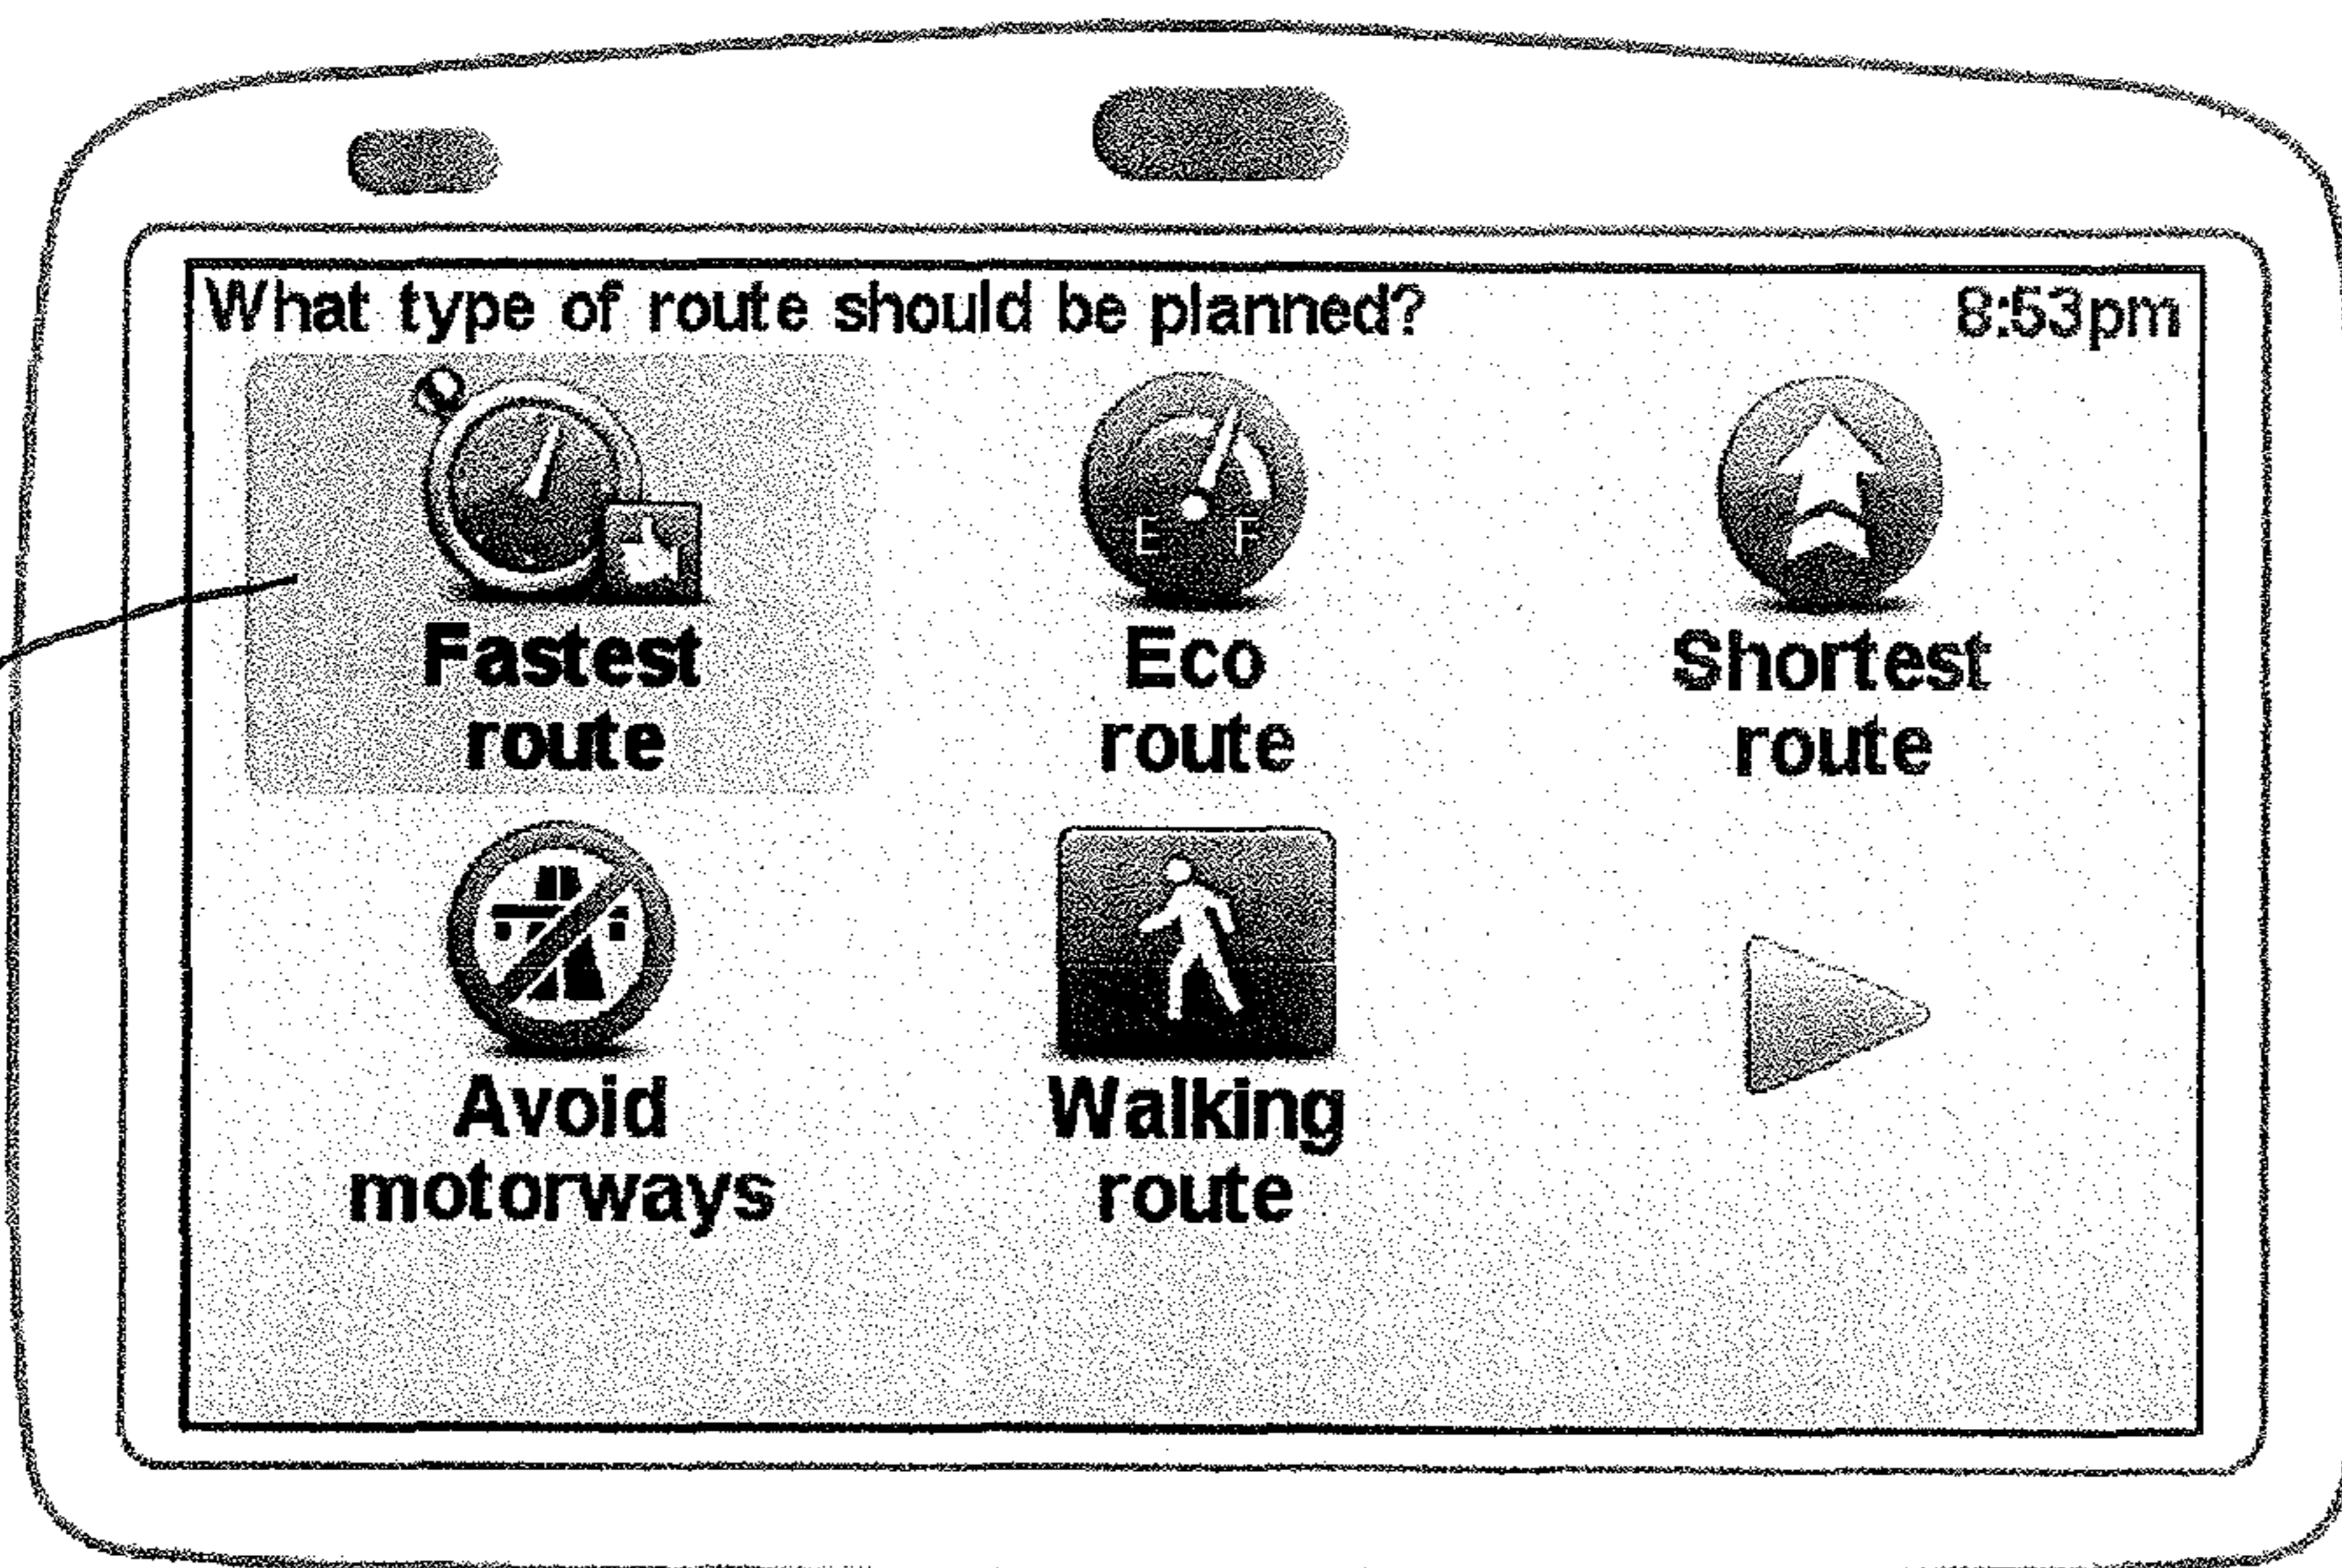 What type of route should be planned? 8:53pm
E F
Fastest route
Eco route
Shortest route
Avoid motorways
Walking route